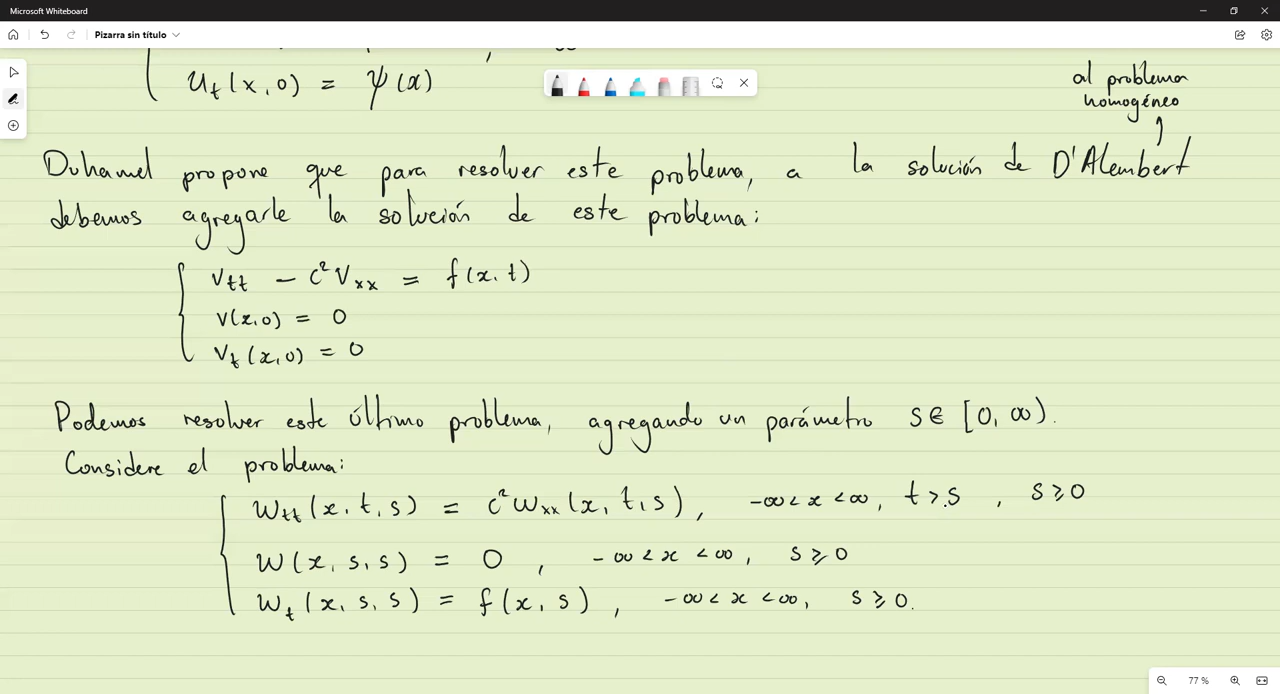 Microsoft Whiteboard
Pizarra sin título
u_t(x,0) = ψ(x)
al problema
homogéneo
Duhamel propone que para resolver este problema, a la solución de D'Alembert
debemos agregarle la solución de este problema:
v_tt - c²v_xx = f(x,t)
v(x,0) = 0
v_t(x,0) = 0
Podemos resolver este último problema, agregando un parámetro s∈[0,∞).
Considere el problema:
w_tt(x,t,s) = c²w_xx(x,t,s), -∞<x<∞, t>s, s⩾0
w(x,s,s) = 0, -∞<x<∞, s⩾0
w_t(x,s,s) = f(x,s), -∞<x<∞, s⩾0.
77 %